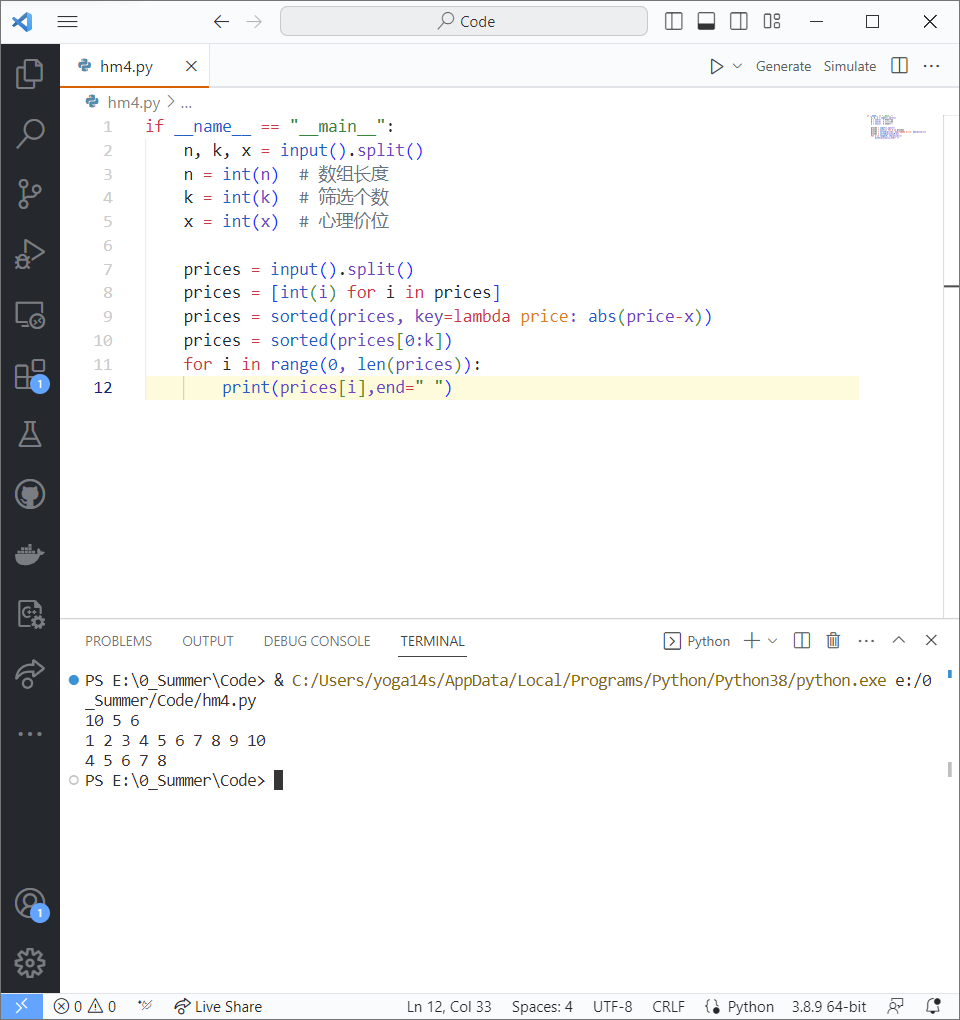 Code
hm4.py
Generate Simulate
hm4.py > ...
1 if __name__ == "__main__":
2 n, k, x = input().split()
3 n = int(n) # 数组长度
4 k = int(k) # 筛选个数
5 x = int(x) # 心理价位
6
7 prices = input().split()
8 prices = [int(i) for i in prices]
9 prices = sorted(prices, key=lambda price: abs(price-x))
10 prices = sorted(prices[0:k])
11 for i in range(0, len(prices)):
12 print(prices[i],end=" ")
1
PROBLEMS OUTPUT DEBUG CONSOLE TERMINAL Python
PS E:\0_Summer\Code> & C:/Users/yoga14s/AppData/Local/Programs/Python/Python38/python.exe e:/0
_Summer/Code/hm4.py
10 5 6
1 2 3 4 5 6 7 8 9 10
4 5 6 7 8
PS E:\0_Summer\Code>
1
0 0 Live Share Ln 12, Col 33 Spaces: 4 UTF-8 CRLF Python 3.8.9 64-bit